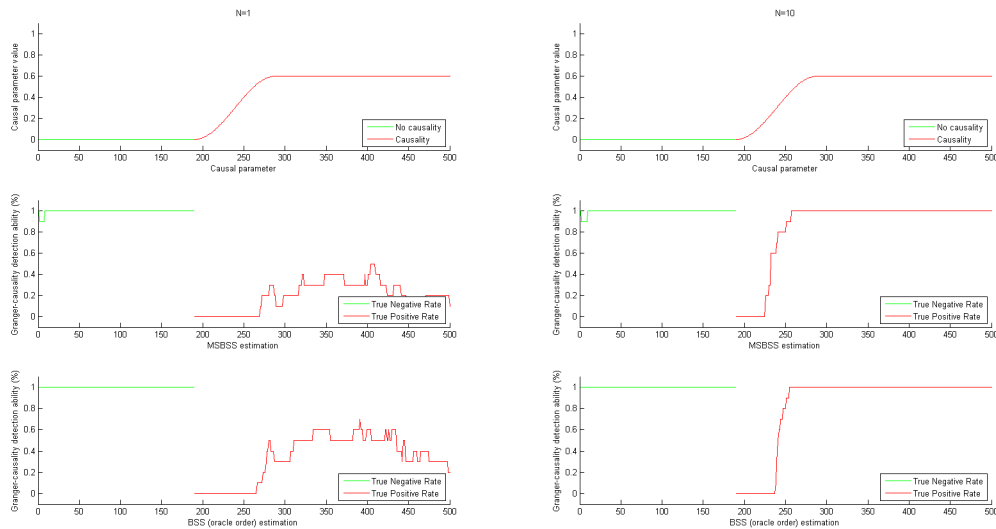 N=1
Causal parameter value
1
0.8
0.6
0.4
0.2
0
No causality
Causality
0 50 100 150 200 250 300 350 400 450 500
Causal parameter
Granger-causality detection ability (%)
1
0.8
0.6
0.4
0.2
0
True Negative Rate
True Positive Rate
0 50 100 150 200 250 300 350 400 450 500
MSBSS estimation
Granger-causality detection ability (%)
1
0.8
0.6
0.4
0.2
0
True Negative Rate
True Positive Rate
0 50 100 150 200 250 300 350 400 450 500
BSS (oracle order) estimation
N=10
Causal parameter value
1
0.8
0.6
0.4
0.2
0
No causality
Causality
0 50 100 150 200 250 300 350 400 450 500
Causal parameter
Granger-causality detection ability (%)
1
0.8
0.6
0.4
0.2
0
True Negative Rate
True Positive Rate
0 50 100 150 200 250 300 350 400 450 500
MSBSS estimation
Granger-causality detection ability (%)
1
0.8
0.6
0.4
0.2
0
True Negative Rate
True Positive Rate
0 50 100 150 200 250 300 350 400 450 500
BSS (oracle order) estimation